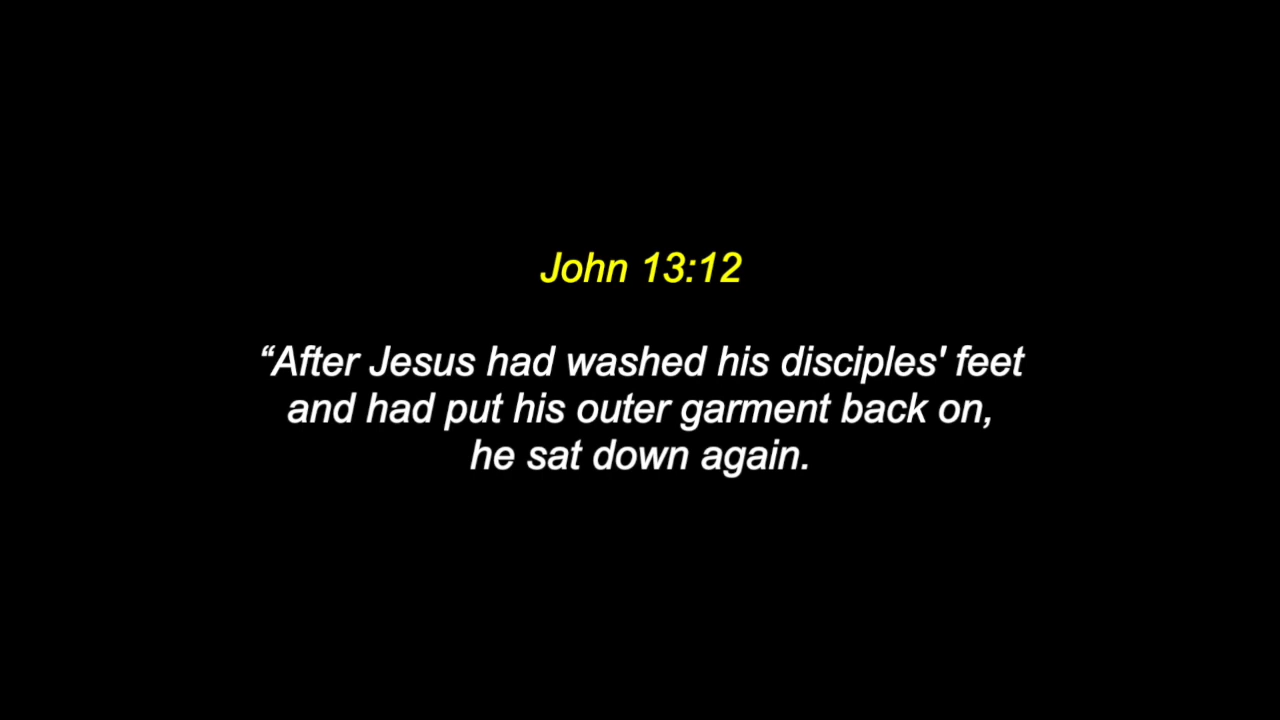 John 13:12
“After Jesus had washed his disciples' feet
and had put his outer garment back on,
he sat down again.